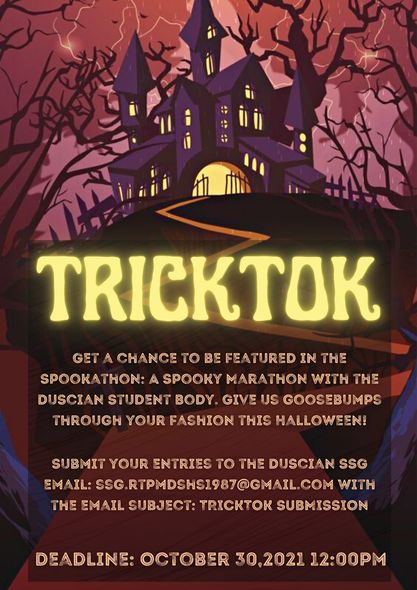 TRICKTOK
GET A CHANCE TO BE FEATURED IN THE
SPOOKATHON: A SPOOKY MARATHON WITH THE
DUSCIAN STUDENT BODY. GIVE US GOOSEBUMPS
THROUGH YOUR FASHION THIS HALLOWEEN!
SUBMIT YOUR ENTRIES TO THE DUSCIAN SSG
EMAIL: SSG.RTPMDSHS1987@GMAIL.COM WITH
THE EMAIL SUBJECT: TRICKTOK SUBMISSION
DEADLINE: OCTOBER 30,2021 12:00PM